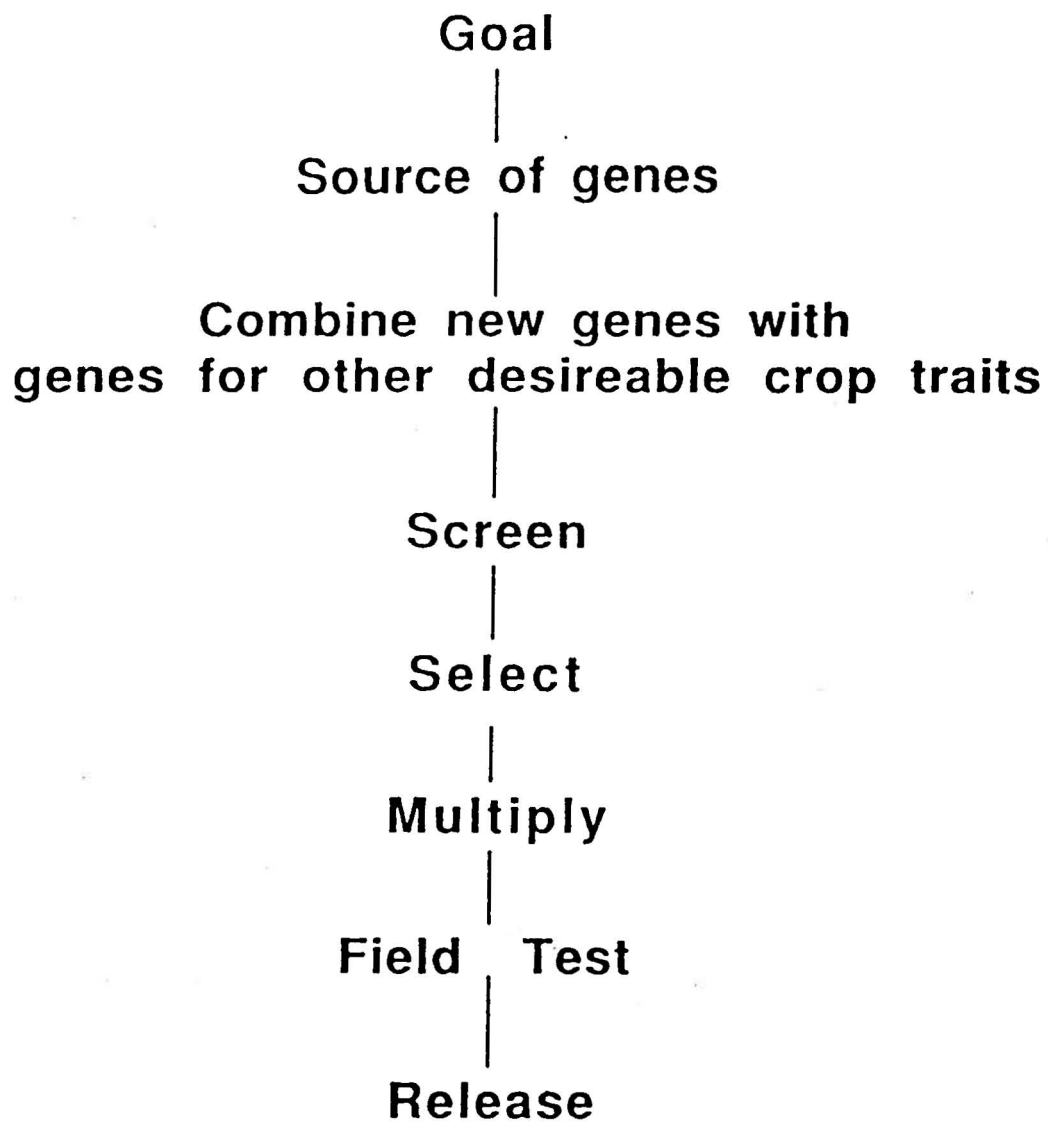 Goal
Source of genes
Combine new genes with
genes for other desireable crop traits
Screen
Select
Multiply
Field Test
Release